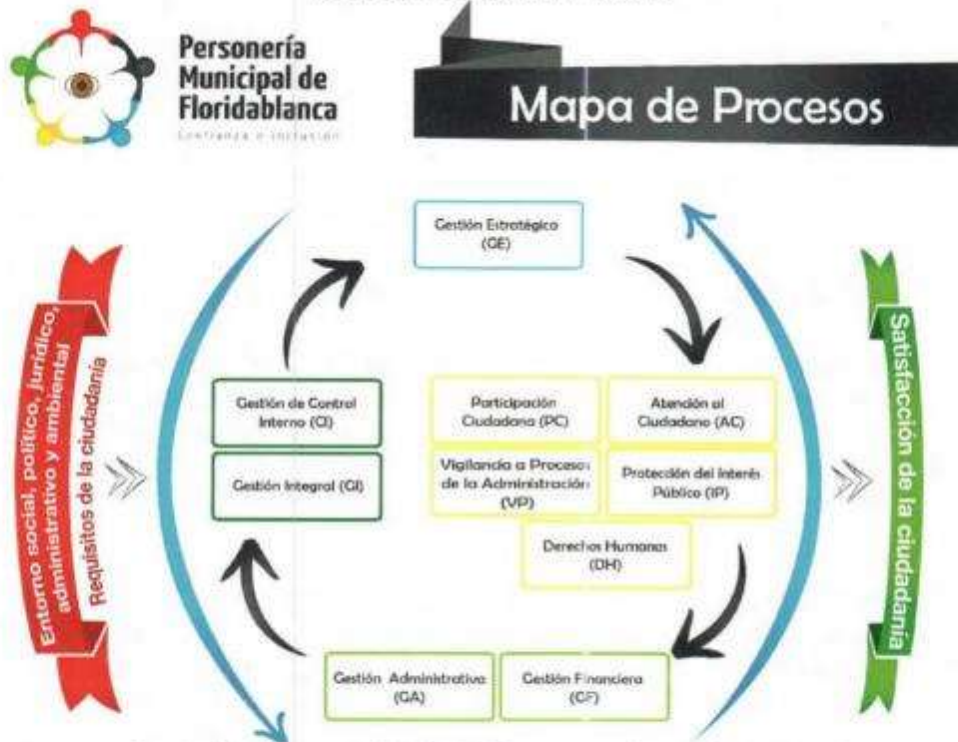 Personería
Municipal de
Floridablanca
Confianza e inclusión
Mapa de Procesos
Gestión Estratégico
(GE)
Entorno social, político, jurídico,
administrativo y ambiental
Requisitos de la ciudadanía
Gestión de Control
Interno (CI)
Gestión Integral (GI)
Participación
Ciudadana (PC)
Atención al
Ciudadano (AC)
Vigilancia a Procesos
de la Administración
(VP)
Protección del Interés
Público (IP)
Derechos Humanos
(DH)
Gestión Administrativa
(GA)
Gestión Financiera
(GF)
Satisfacción de la ciudadanía